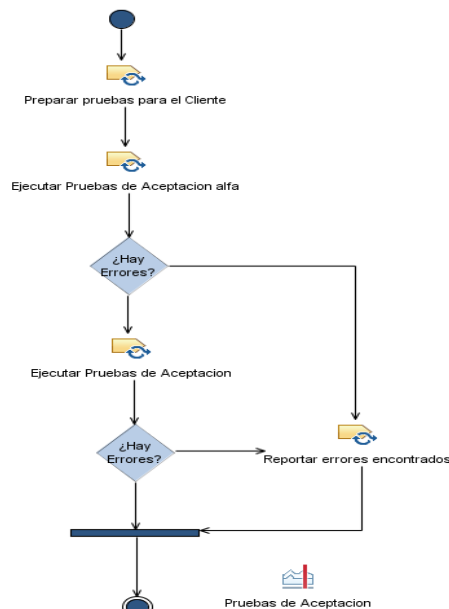 Preparar pruebas para el Cliente
Ejecutar Pruebas de Aceptacion alfa
¿Hay
Errores?
Ejecutar Pruebas de Aceptacion
¿Hay
Errores?
Reportar errores encontrados
Pruebas de Aceptacion